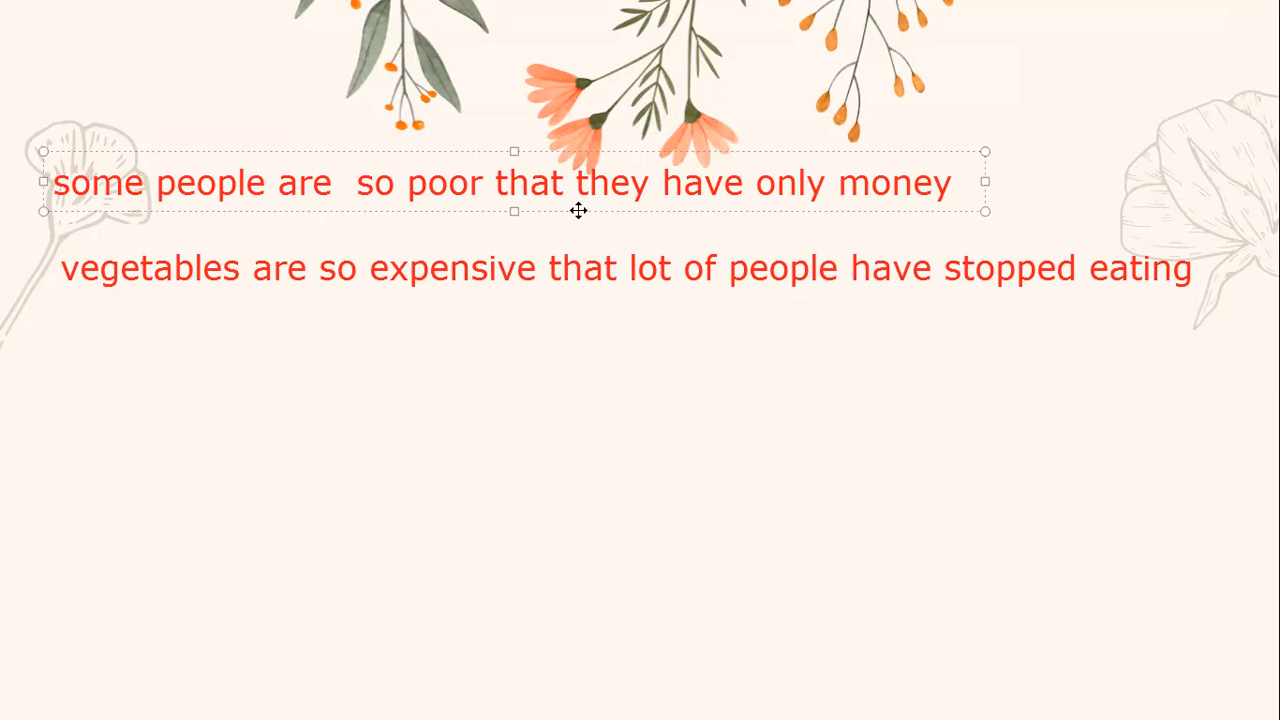 some people are  so poor that they have only money
vegetables are so expensive that lot of people have stopped eating